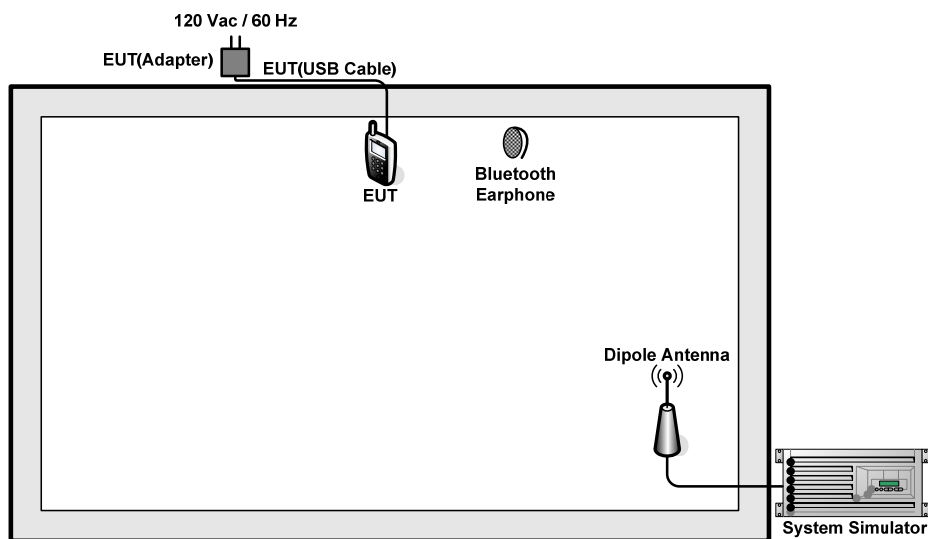 120 Vac / 60 Hz
EUT(Adapter)
EUT(USB Cable)
EUT
Bluetooth
Earphone
Dipole Antenna
System Simulator